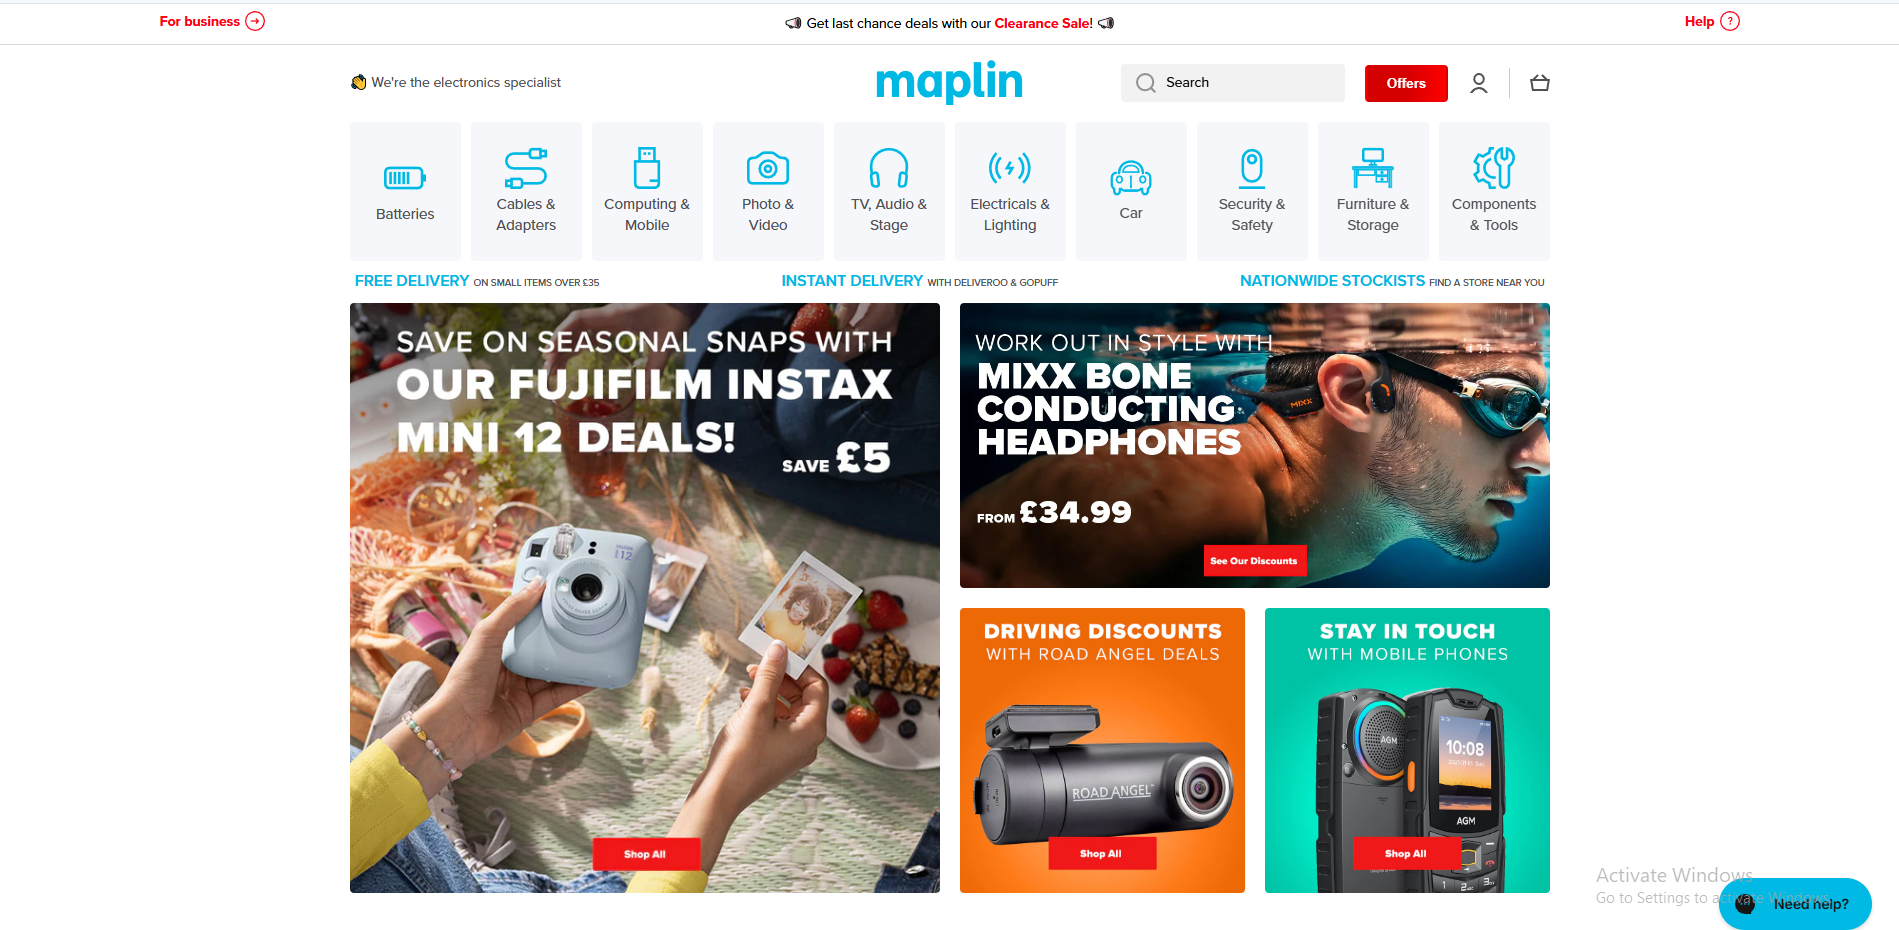 For business
📢 Get last chance deals with our Clearance Sale! 📢
Help ?
👏 We're the electronics specialist
maplin
Search
Offers
Batteries
Cables &
Adapters
Computing &
Mobile
Photo &
Video
TV, Audio &
Stage
Electricals &
Lighting
Car
Security &
Safety
Furniture &
Storage
Components
& Tools
FREE DELIVERY ON SMALL ITEMS OVER £35
INSTANT DELIVERY WITH DELIVEROO & GOPUFF
NATIONWIDE STOCKISTS FIND A STORE NEAR YOU
SAVE ON SEASONAL SNAPS WITH
OUR FUJIFILM INSTAX
MINI 12 DEALS!
SAVE £5
Shop All
WORK OUT IN STYLE WITH
MIXX BONE
CONDUCTING
HEADPHONES
MIXX
FROM £34.99
See Our Discounts
DRIVING DISCOUNTS
WITH ROAD ANGEL DEALS
ROAD ANGEL
Shop All
STAY IN TOUCH
WITH MOBILE PHONES
AGM
10:08
AGM
Shop All
1 2 3
Activate Windows
Go to Settings to activate Windows.
Need help?